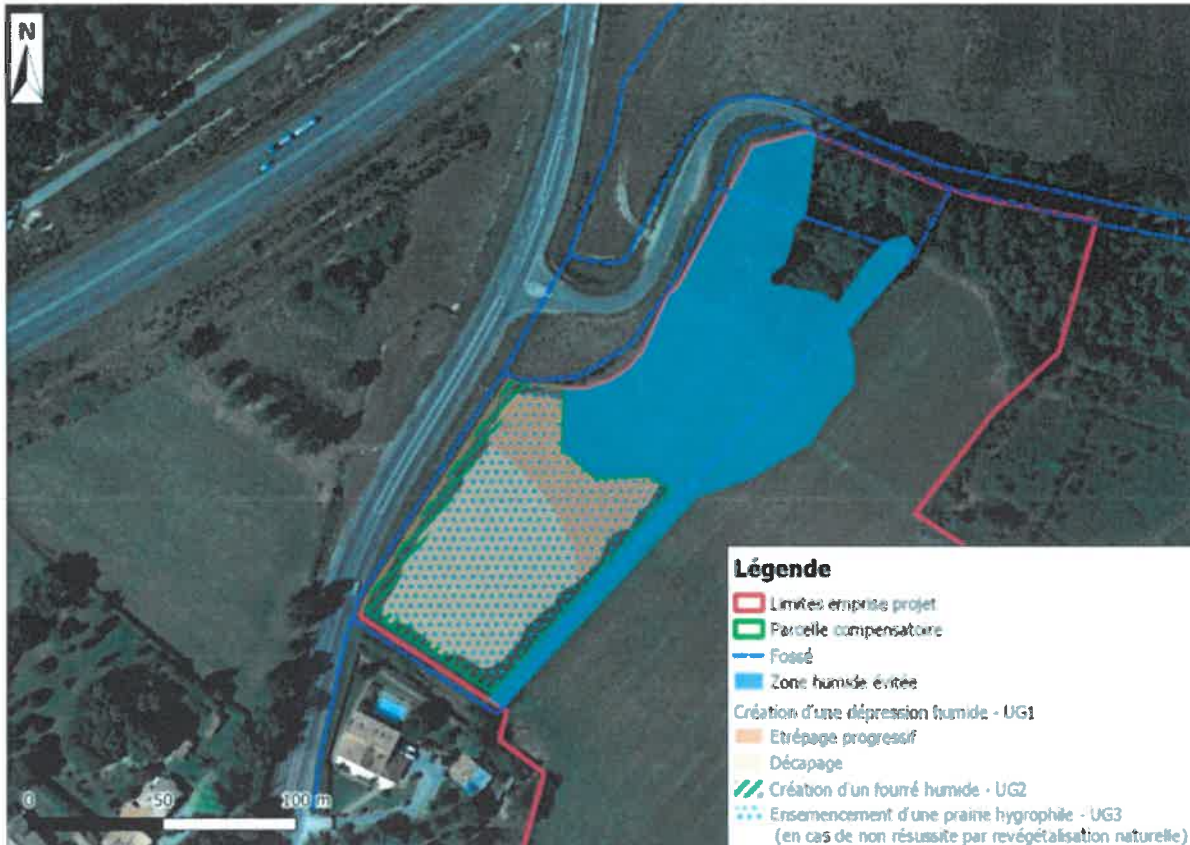 N
Légende
Limites emprise projet
Parcelle compensatoire
Fossé
Zone humide évitée
Création d'une dépression humide - UG1
Etrépage progressif
Décapage
Création d'un fourré humide - UG2
Ensemencement d'une prairie hygrophile - UG3
(en cas de non résussite par revégétalisation naturelle)
0 50 100 m